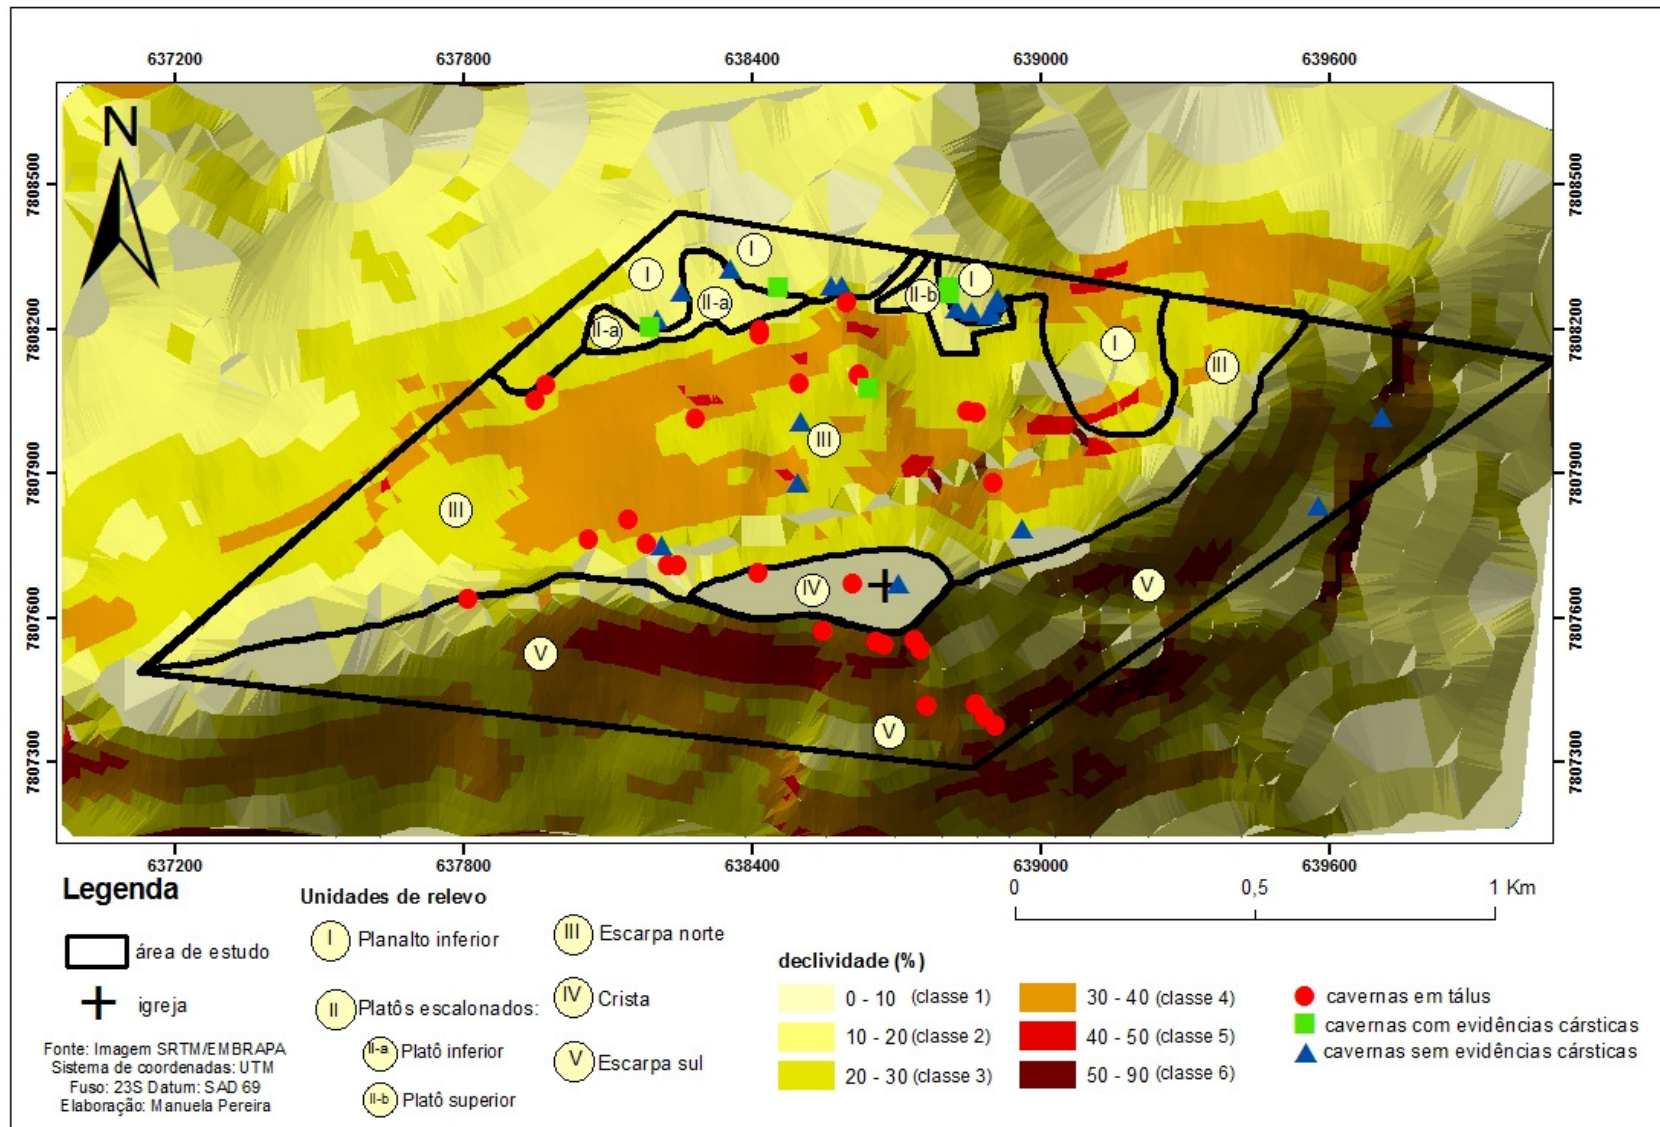 637200 637800 638400 639000 639600
N
7808500 7808500
7808200 7808200
7807900 7807900
7807600 7807600
7807300 7807300
I
I
I
II-a
II-b
II-a
I
III
III
III
IV
V
V
V
637200 637800 638400 639000 639600
Legenda
área de estudo
igreja
Fonte: Imagem SRTM/EMBRAPA
Sistema de coordenadas: UTM
Fuso: 23S Datum: SAD 69
Elaboração: Manuela Pereira
Unidades de relevo
I Planalto inferior
II Platôs escalonados:
II-a Platô inferior
II-b Platô superior
III Escarpa norte
IV Crista
V Escarpa sul
0 0,5 1 Km
declividade (%)
0 - 10 (classe 1)
10 - 20 (classe 2)
20 - 30 (classe 3)
30 - 40 (classe 4)
40 - 50 (classe 5)
50 - 90 (classe 6)
cavernas em tálus
cavernas com evidências cársticas
cavernas sem evidências cársticas